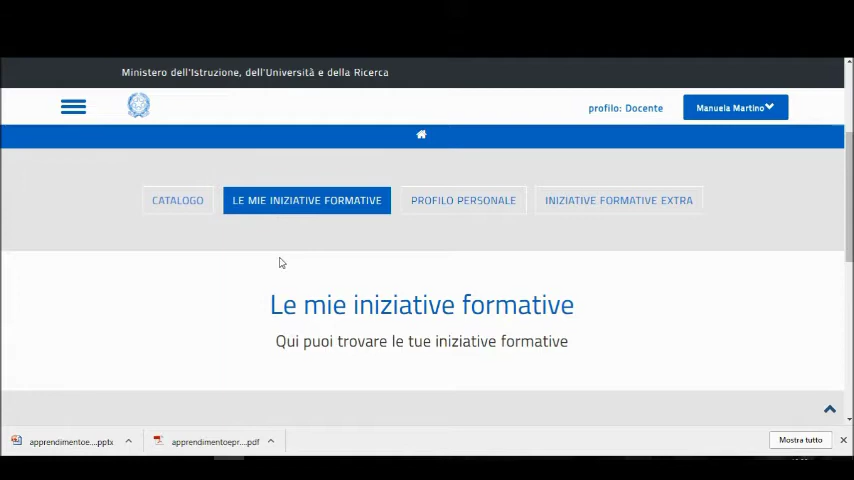 Ministero dell'Istruzione, dell'Università e della Ricerca
profilo: Docente
Manuela Martino
CATALOGO
LE MIE INIZIATIVE FORMATIVE
PROFILO PERSONALE
INIZIATIVE FORMATIVE EXTRA
Le mie iniziative formative
Qui puoi trovare le tue iniziative formative
apprendimentoe....pptx
apprendimentoepr....pdf
Mostra tutto